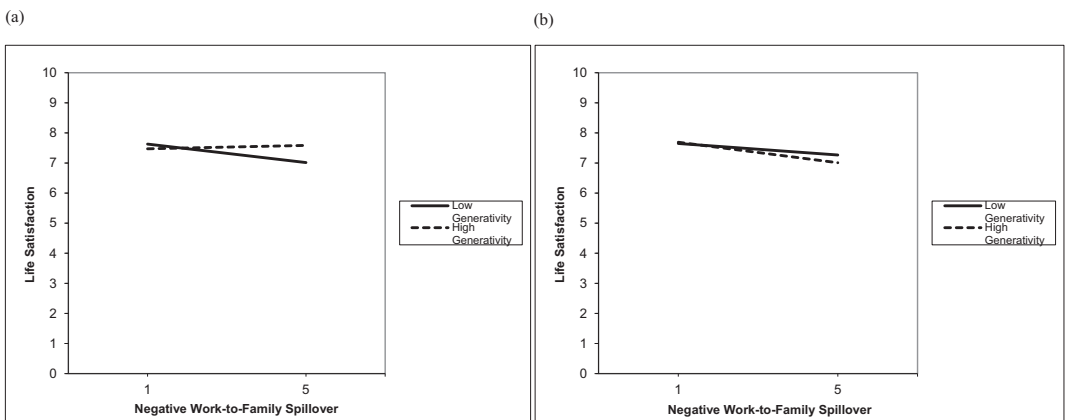 (a)
10
9
8
7
6
5
4
3
2
1
0
Life Satisfaction
1
5
Negative Work-to-Family Spillover
Low
Generativity
High
Generativity
(b)
10
9
8
7
6
5
4
3
2
1
0
Life Satisfaction
1
5
Negative Work-to-Family Spillover
Low
Generativity
High
Generativity